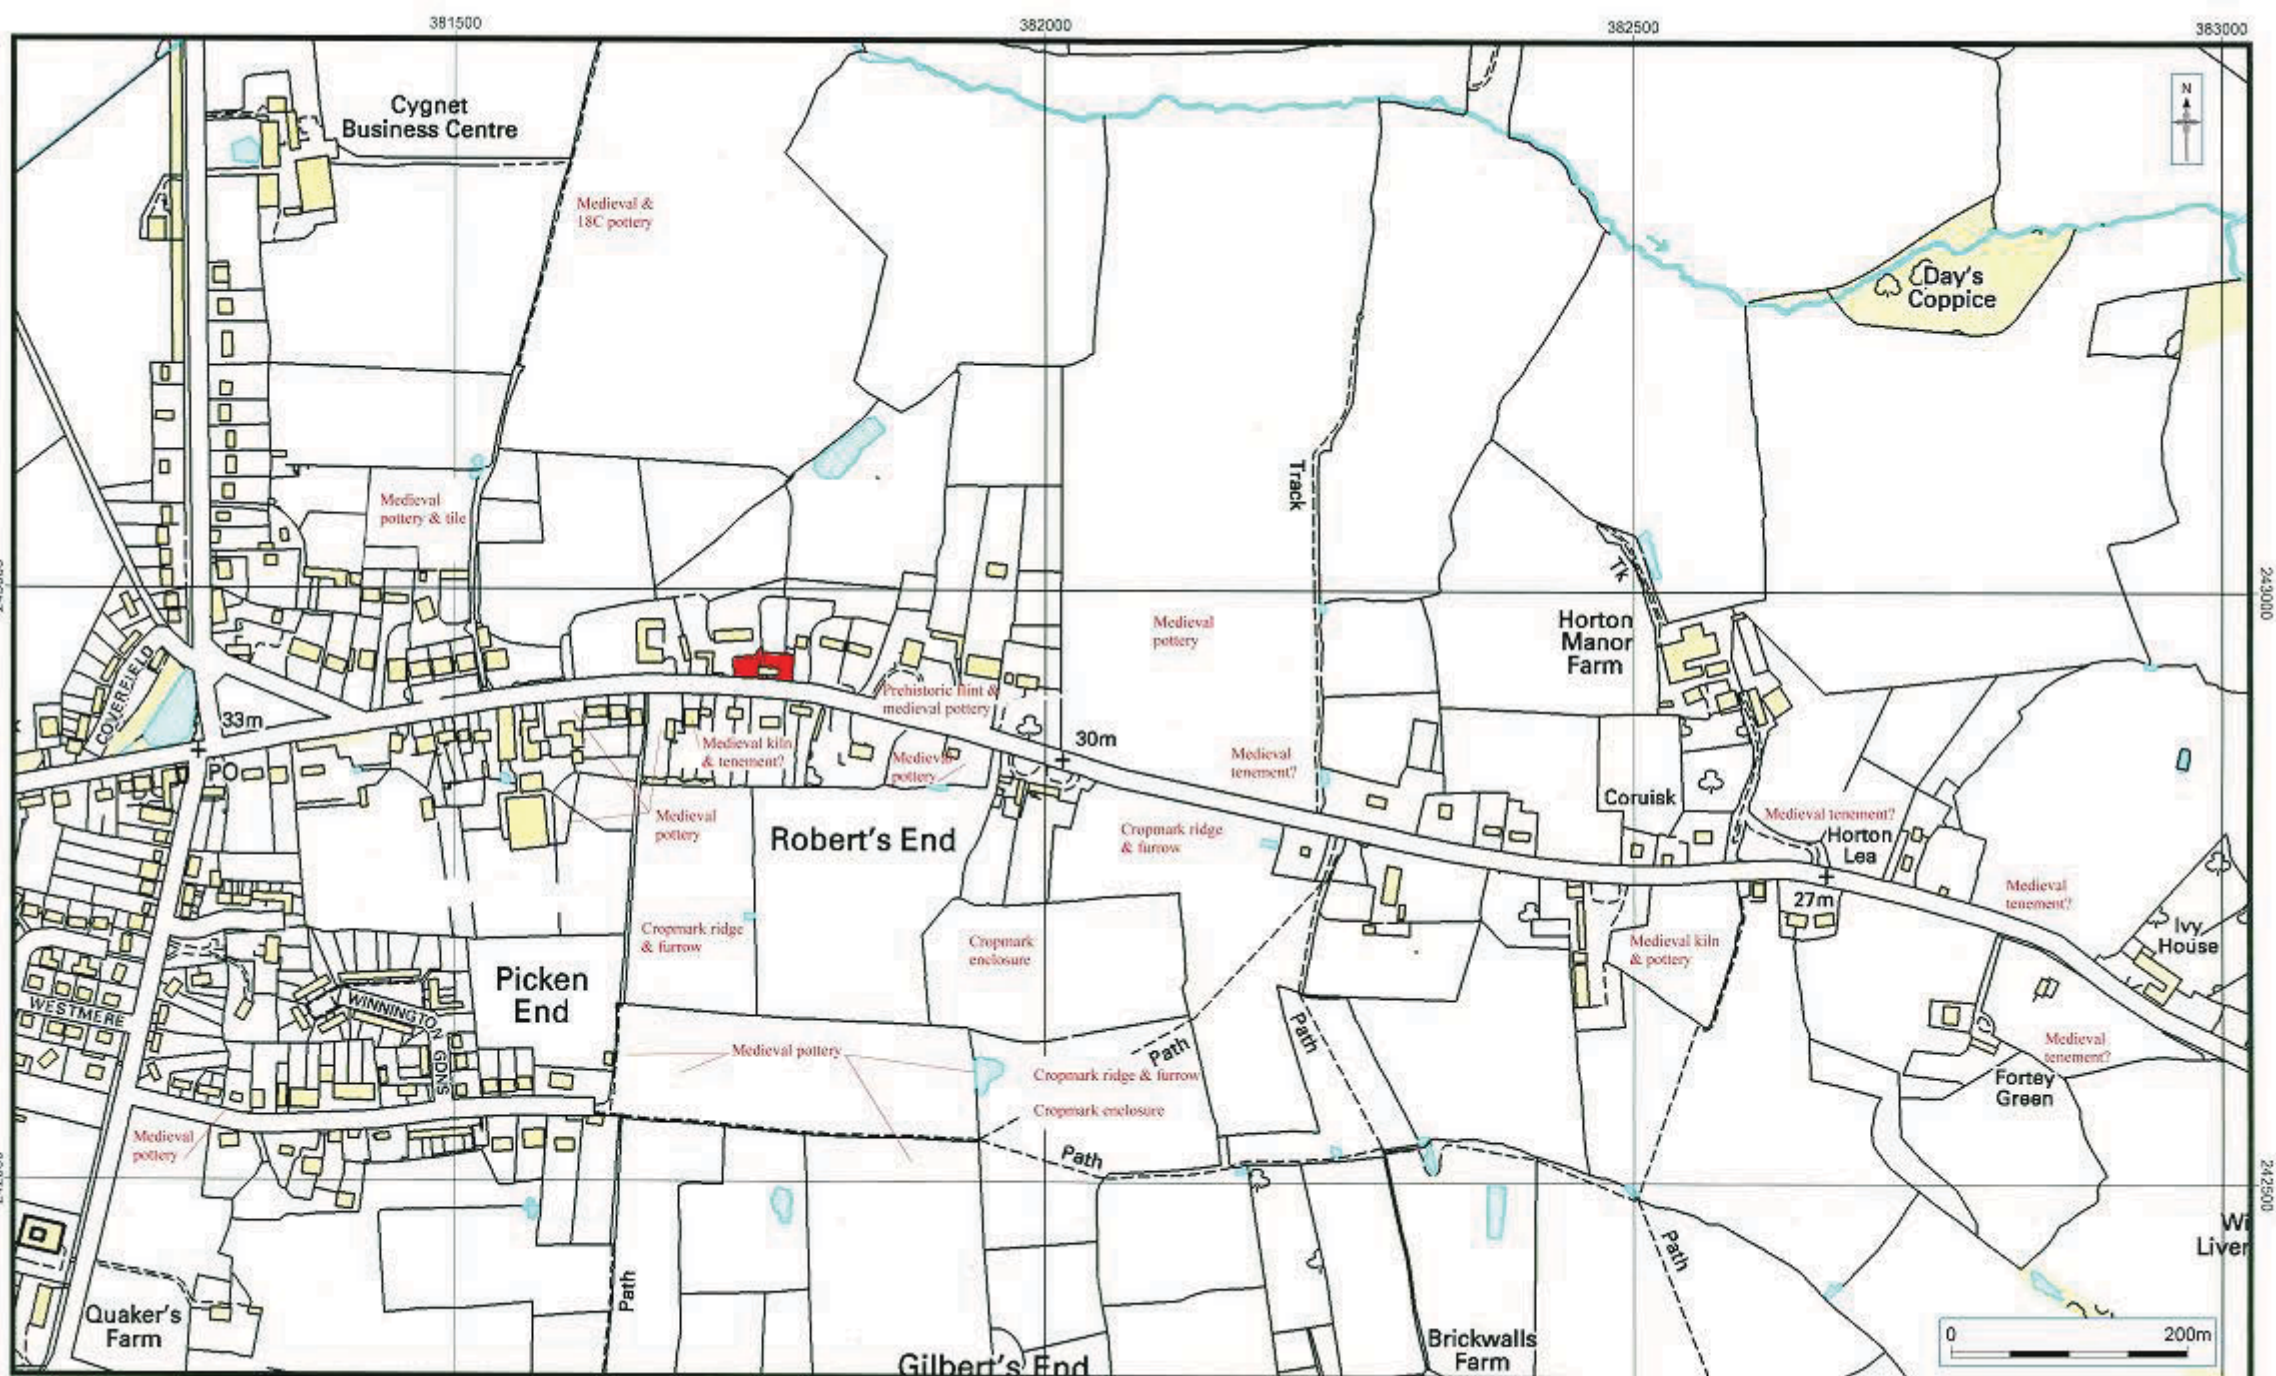 381500
382000
382500
383000
N
Cygnet
Business Centre
Medieval &
18C pottery
Day's
Coppice
Track
Medieval
pottery & tile
Tk
243000
Horton
Manor
Farm
Medieval
pottery
COVERFIELD
33m
Prehistoric flint &
medieval pottery
30m
PO
Medieval kiln
& tenement?
Medieval
pottery
Medieval
tenement?
Coruisk
Medieval
pottery
Robert's End
Cropmark ridge
& furrow
Medieval tenement?
Horton
Lea
27m
Medieval
tenement?
Ivy
House
Cropmark ridge
& furrow
Cropmark
enclosure
Medieval kiln
& pottery
Picken
End
WESTMERE
WINNINGTON GDNS
Path
Path
Medieval pottery
Cropmark ridge & furrow
Cropmark enclosure
Medieval
tenement?
Fortey
Green
Medieval
pottery
Path
242500
Path
Wi
Liver
Path
Quaker's
Farm
Gilbert's End
Brickwalls
Farm
0
200m